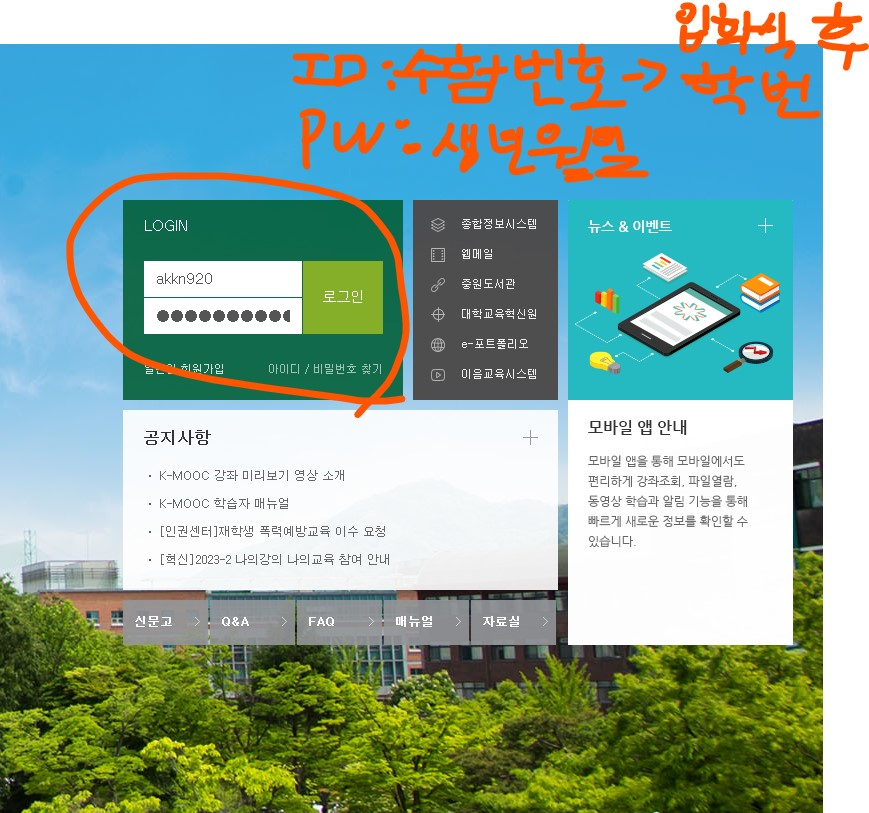 입학식 후
ID : 수험번호 -> 학번
PW : 생년월일
LOGIN
akkn920
로그인
일반인 회원가입
아이디 / 비밀번호 찾기
종합정보시스템
웹메일
중원도서관
대학교육혁신원
e-포트폴리오
이음교육시스템
뉴스 & 이벤트
모바일 앱 안내
모바일 앱을 통해 모바일에서도
편리하게 강좌조회, 파일열람,
동영상 학습과 알림 기능을 통해
빠르게 새로운 정보를 확인할 수
있습니다.
공지사항
K-MOOC 강좌 미리보기 영상 소개
K-MOOC 학습자 매뉴얼
[인권센터]재학생 폭력예방교육 이수 요청
[혁신]2023-2 나의강의 나의교육 참여 안내
신문고
Q&A
FAQ
매뉴얼
자료실